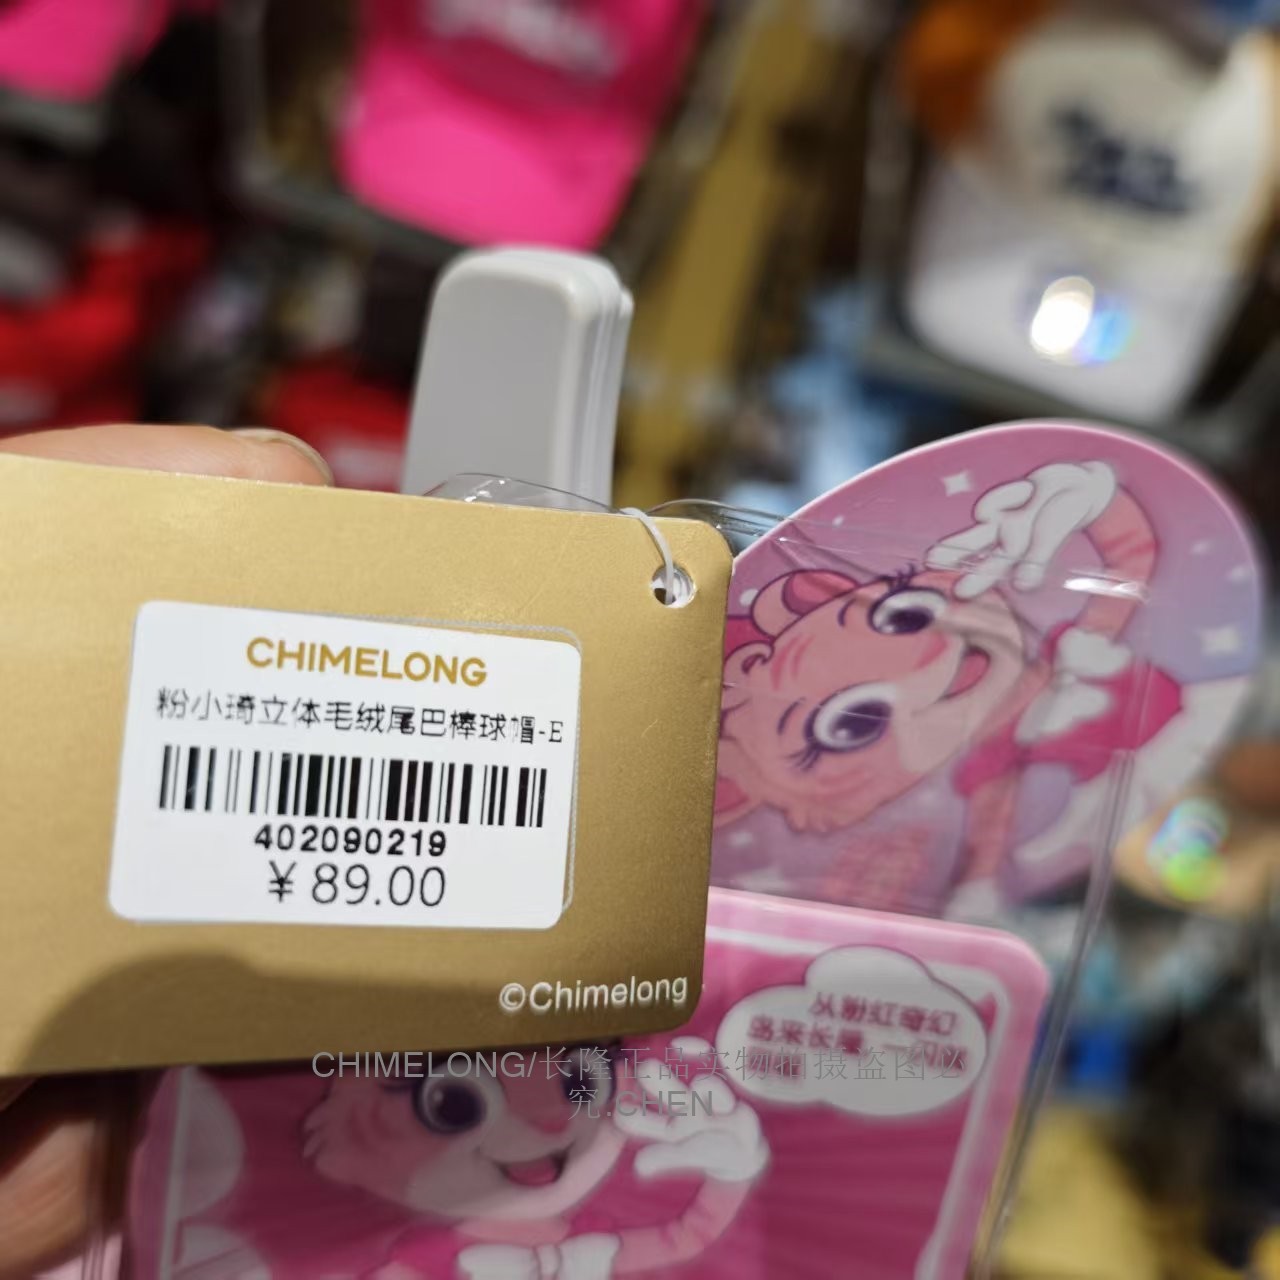 CHIMELONG
粉小琦立体毛绒尾巴棒球帽-E
402090219
¥ 89.00
©Chimelong
从粉红奇幻
岛来长隆，一闪
CHIMELONG/长隆正品实物拍摄盗图必
究.CHEN